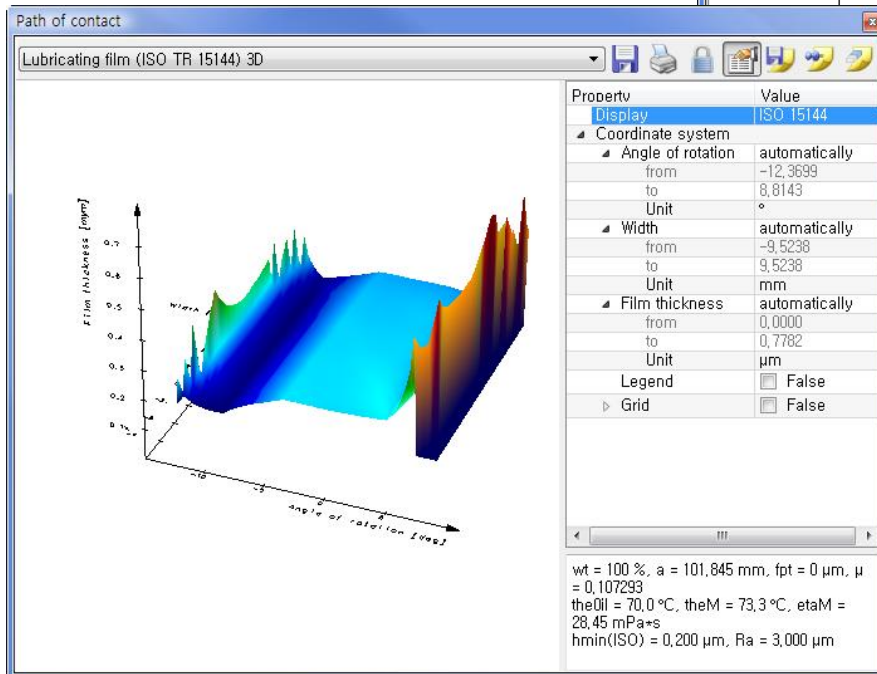 Path of contact
Lubricating film (ISO TR 15144) 3D
Property Value
Display ISO 15144
Coordinate system
Angle of rotation automatically
from -12,3699
to 8,8143
Unit °
Width automatically
from -9,5238
to 9,5238
Unit mm
Film thickness automatically
from 0,0000
to 0,7782
Unit μm
Legend False
Grid False
Film thickness [mym]
0.7
0.6
0.5
0.4
0.3
0.2
Width
-10
-5
0
Angle of rotation [deg]
wt = 100 %, a = 101,845 mm, fpt = 0 μm, μ
= 0,107293
theOil = 70,0 °C, theM = 73,3 °C, etaM =
28,45 mPa*s
hmin(ISO) = 0,200 μm, Ra = 3,000 μm